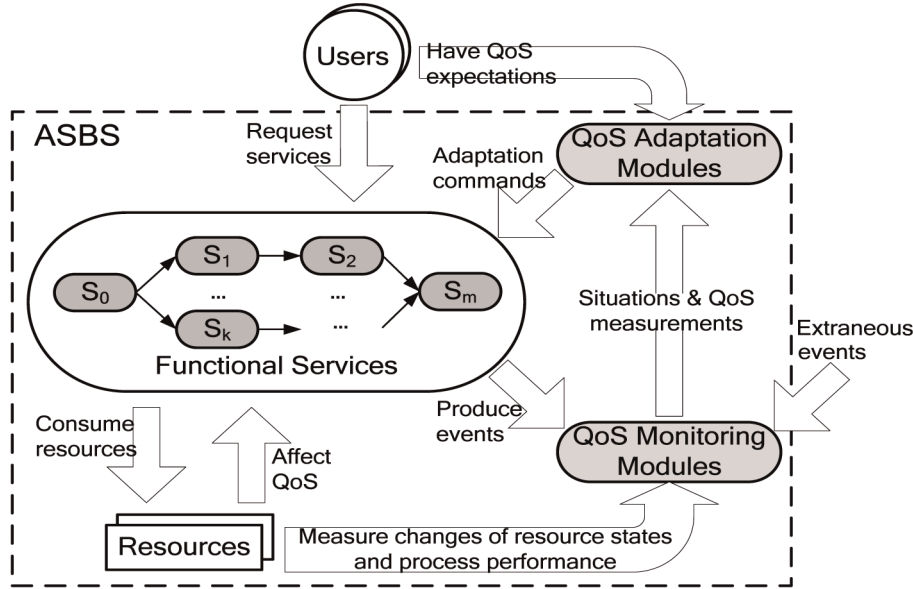 Users
Have QoS
expectations
ASBS
Request
services
QoS Adaptation
Modules
Adaptation
commands
S0
S1
S2
Sm
...
...
Sk
...
Functional Services
Situations & QoS
measurements
Extraneous
events
Produce
events
QoS Monitoring
Modules
Consume
resources
Affect
QoS
Resources
Measure changes of resource states
and process performance